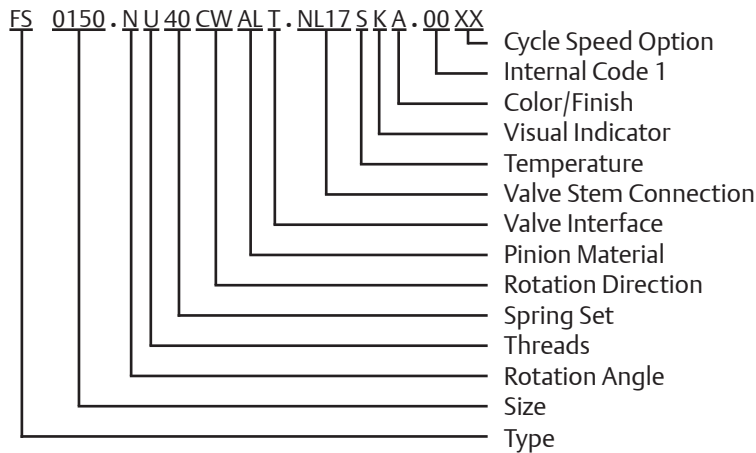 FS 0150.NU40CWALT.NL17SKA.00XX
Cycle Speed Option
Internal Code 1
Color/Finish
Visual Indicator
Temperature
Valve Stem Connection
Valve Interface
Pinion Material
Rotation Direction
Spring Set
Threads
Rotation Angle
Size
Type